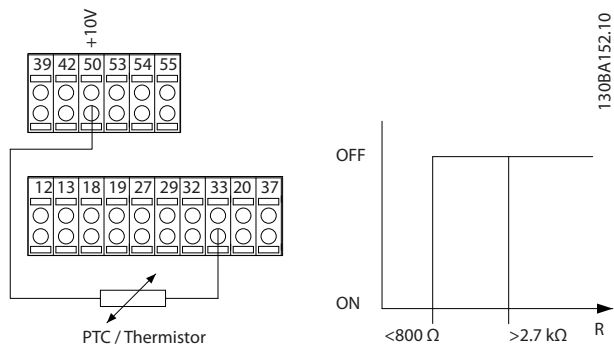 +10V
39 42 50 53 54 55
12 13 18 19 27 29 32 33 20 37
PTC / Thermistor
130BA152.10
OFF
ON
<800 Ω >2.7 kΩ R